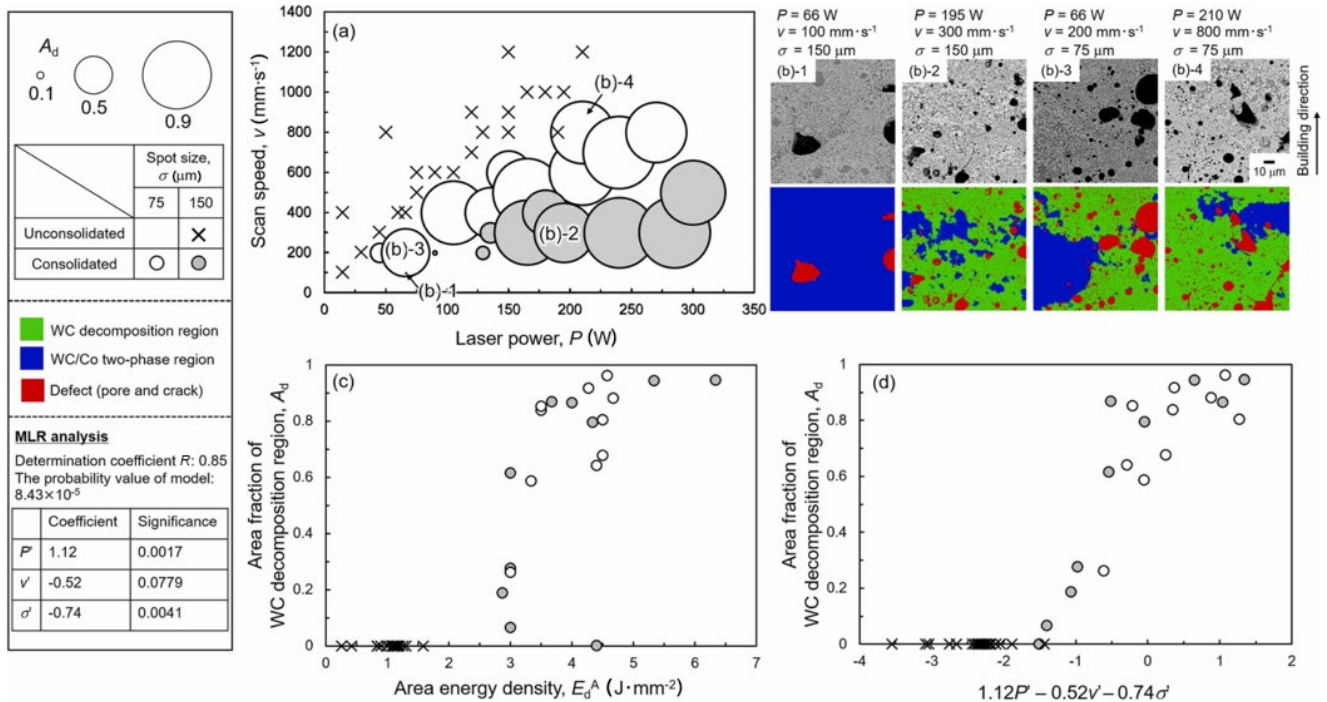 A_d
0.1
0.5
0.9
Spot size,
σ (μm)
75 150
Unconsolidated ×
Consolidated
WC decomposition region
WC/Co two-phase region
Defect (pore and crack)
MLR analysis
Determination coefficient R: 0.85
The probability value of model:
8.43×10⁻⁵
Coefficient Significance
P' 1.12 0.0017
v' -0.52 0.0779
σ' -0.74 0.0041
(a)
Scan speed, v (mm·s⁻¹)
1400
1200
1000
800
600
400
200
0
0 50 100 150 200 250 300 350
Laser power, P (W)
(b)-4
(b)-2
(b)-3
(b)-1
P = 66 W
v = 100 mm·s⁻¹
σ = 150 μm
(b)-1
P = 195 W
v = 300 mm·s⁻¹
σ = 150 μm
(b)-2
P = 66 W
v = 200 mm·s⁻¹
σ = 75 μm
(b)-3
P = 210 W
v = 800 mm·s⁻¹
σ = 75 μm
(b)-4
10 μm
Building direction
(c)
Area fraction of
WC decomposition region, A_d
1
0.8
0.6
0.4
0.2
0
0 1 2 3 4 5 6 7
Area energy density, E_d^A (J·mm⁻²)
(d)
Area fraction of
WC decomposition region, A_d
1
0.8
0.6
0.4
0.2
0
-4 -3 -2 -1 0 1 2
1.12P' – 0.52v' – 0.74σ'